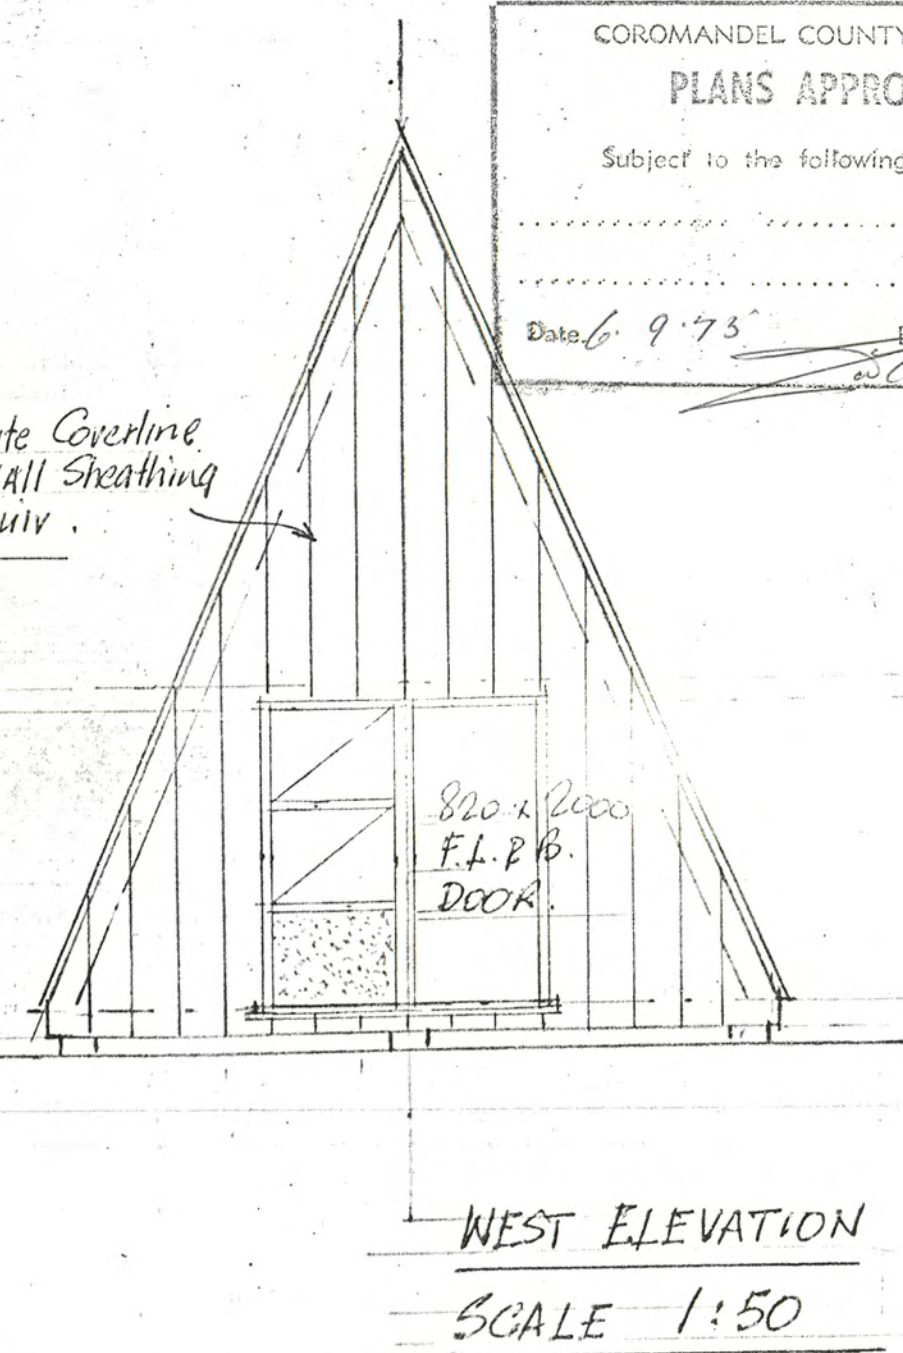 COROMANDEL COUNTY
PLANS APPRO
Subject to the following
Date 6.9.73
te Coverline
Wall Sheathing
uiv.
820 x 2000
F.L.P.B.
DOOR.
WEST ELEVATION
SCALE 1:50